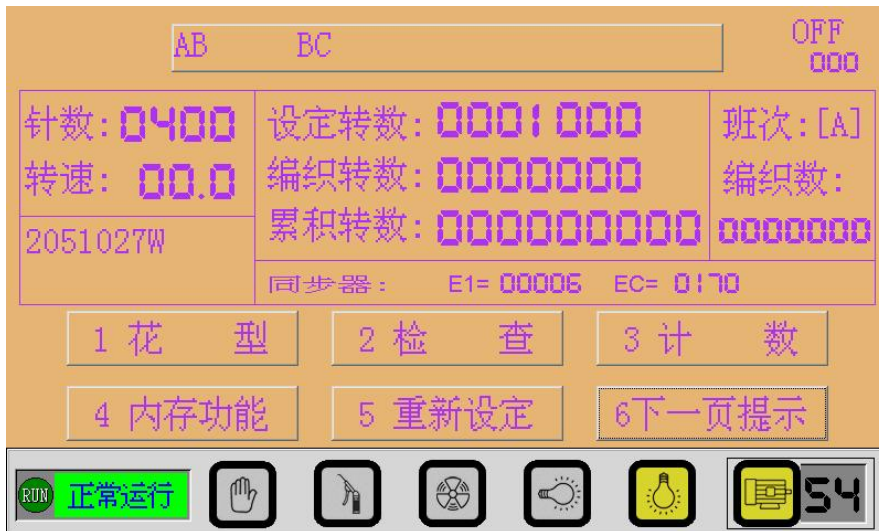 AB BC
OFF
000
针数:0400
转速: 00.0
2051027W
设定转数:0001000
编织转数:0000000
累积转数:000000000
班次:[A]
编织数:
0000000
同步器: E1= 00006 EC= 0170
1 花 型
2 检 查
3 计 数
4 内存功能
5 重新设定
6下一页提示
RUN 正常运行
54